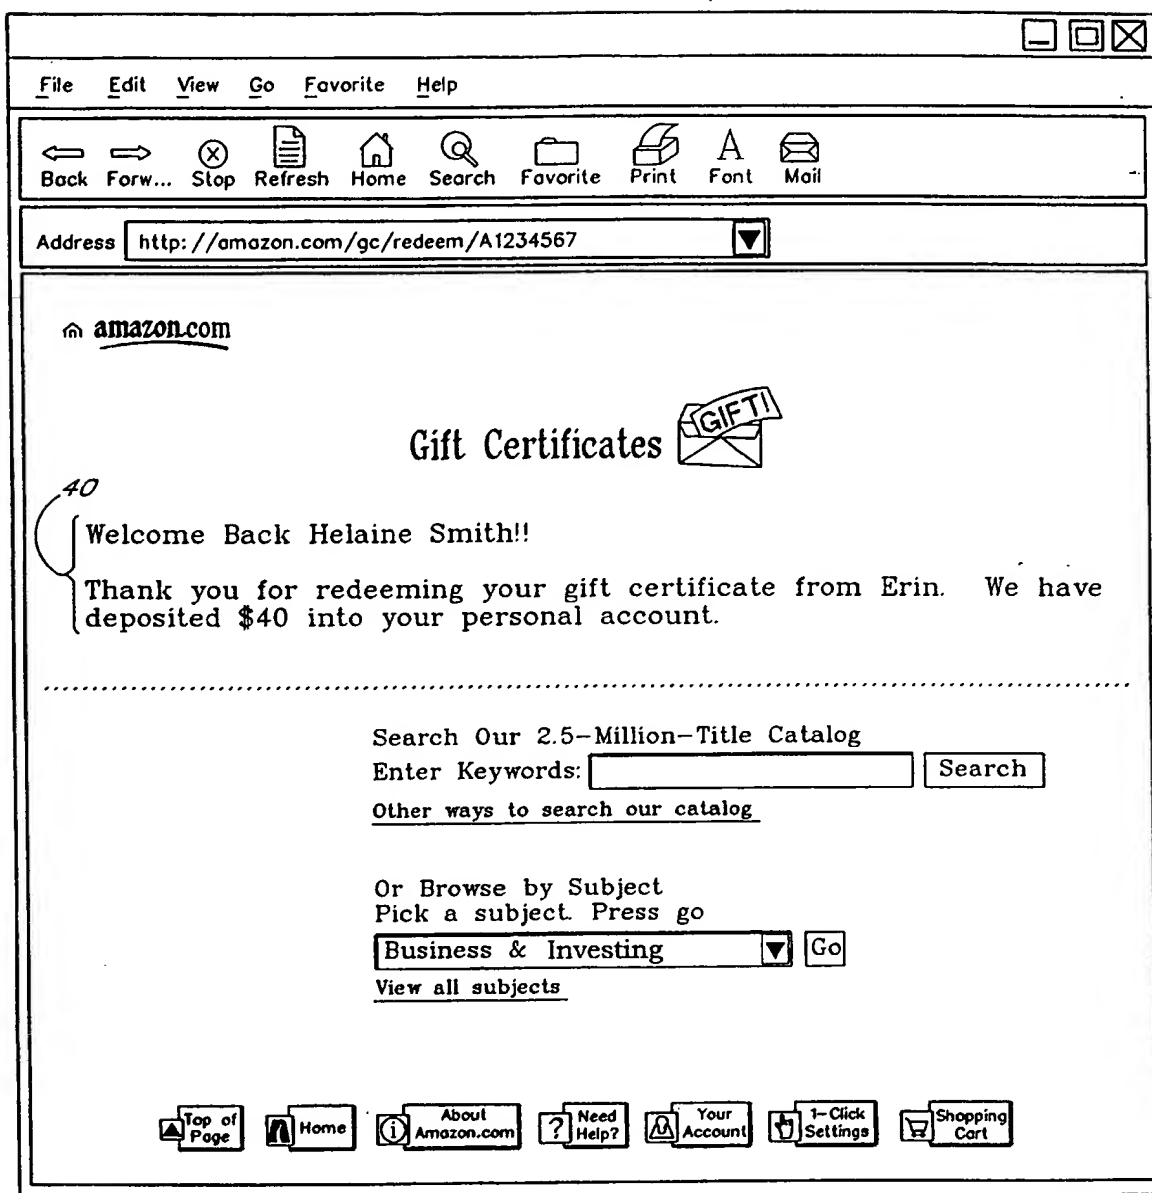 File Edit View Go Favorite Help
Back Forw... Stop Refresh Home Search Favorite Print Font Mail
A
Address http://amazon.com/gc/redeem/A1234567
amazon.com
Gift Certificates
GIFT!
40
Welcome Back Helaine Smith!!
Thank you for redeeming your gift certificate from Erin. We have
deposited $40 into your personal account.
Search Our 2.5-Million-Title Catalog
Enter Keywords: Search
Other ways to search our catalog
Or Browse by Subject
Pick a subject. Press go
Business & Investing Go
View all subjects
Top of Page
Home
About Amazon.com
Need Help?
Your Account
1-Click Settings
Shopping Cart